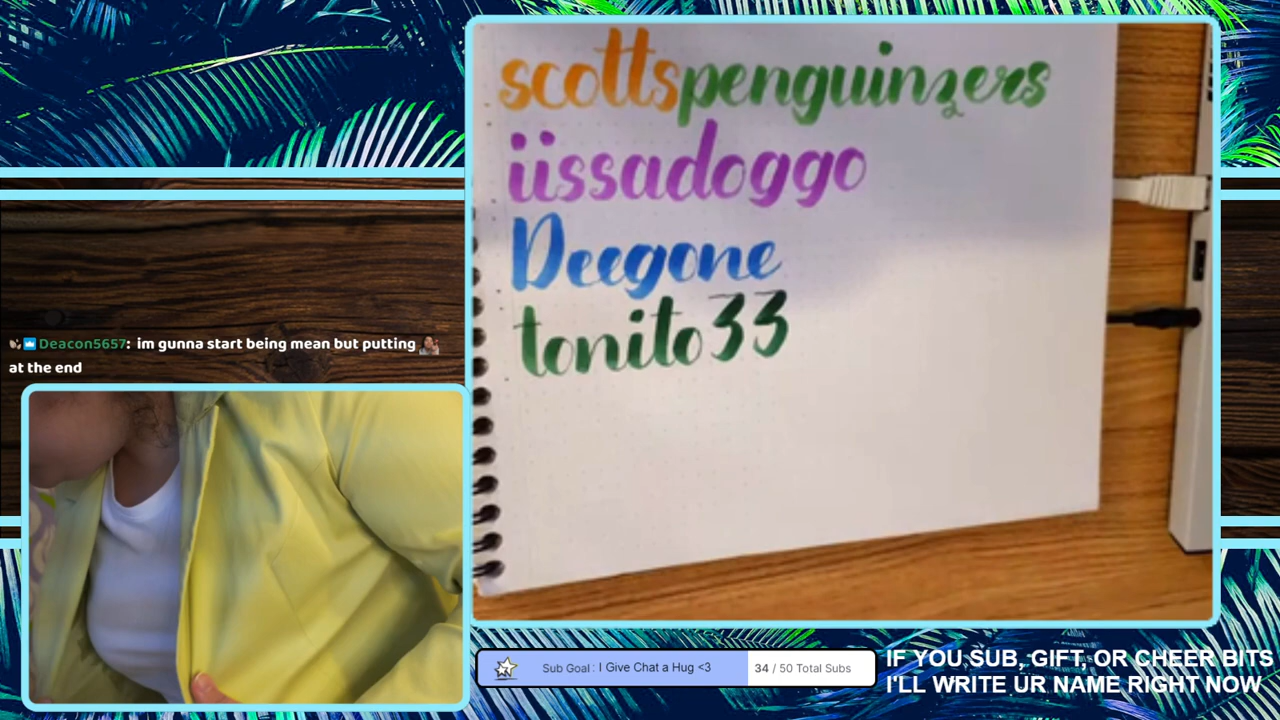 scottspenguinzers
iissadoggo
Deegone
tonito33
Deacon5657: im gunna start being mean but putting
at the end
Sub Goal: I Give Chat a Hug <3
34 / 50 Total Subs
IF YOU SUB, GIFT, OR CHEER BITS
I'LL WRITE UR NAME RIGHT NOW